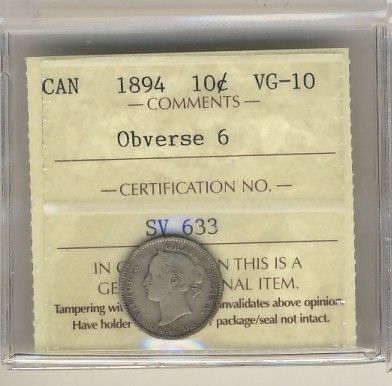 CAN 1894 10¢ VG-10
— COMMENTS —
Obverse 6
— CERTIFICATION NO. —
SV 633
IN N THIS IS A
GE NAL ITEM.
Tampering wi invalidates above opinion.
Have holder package/seal not intact.